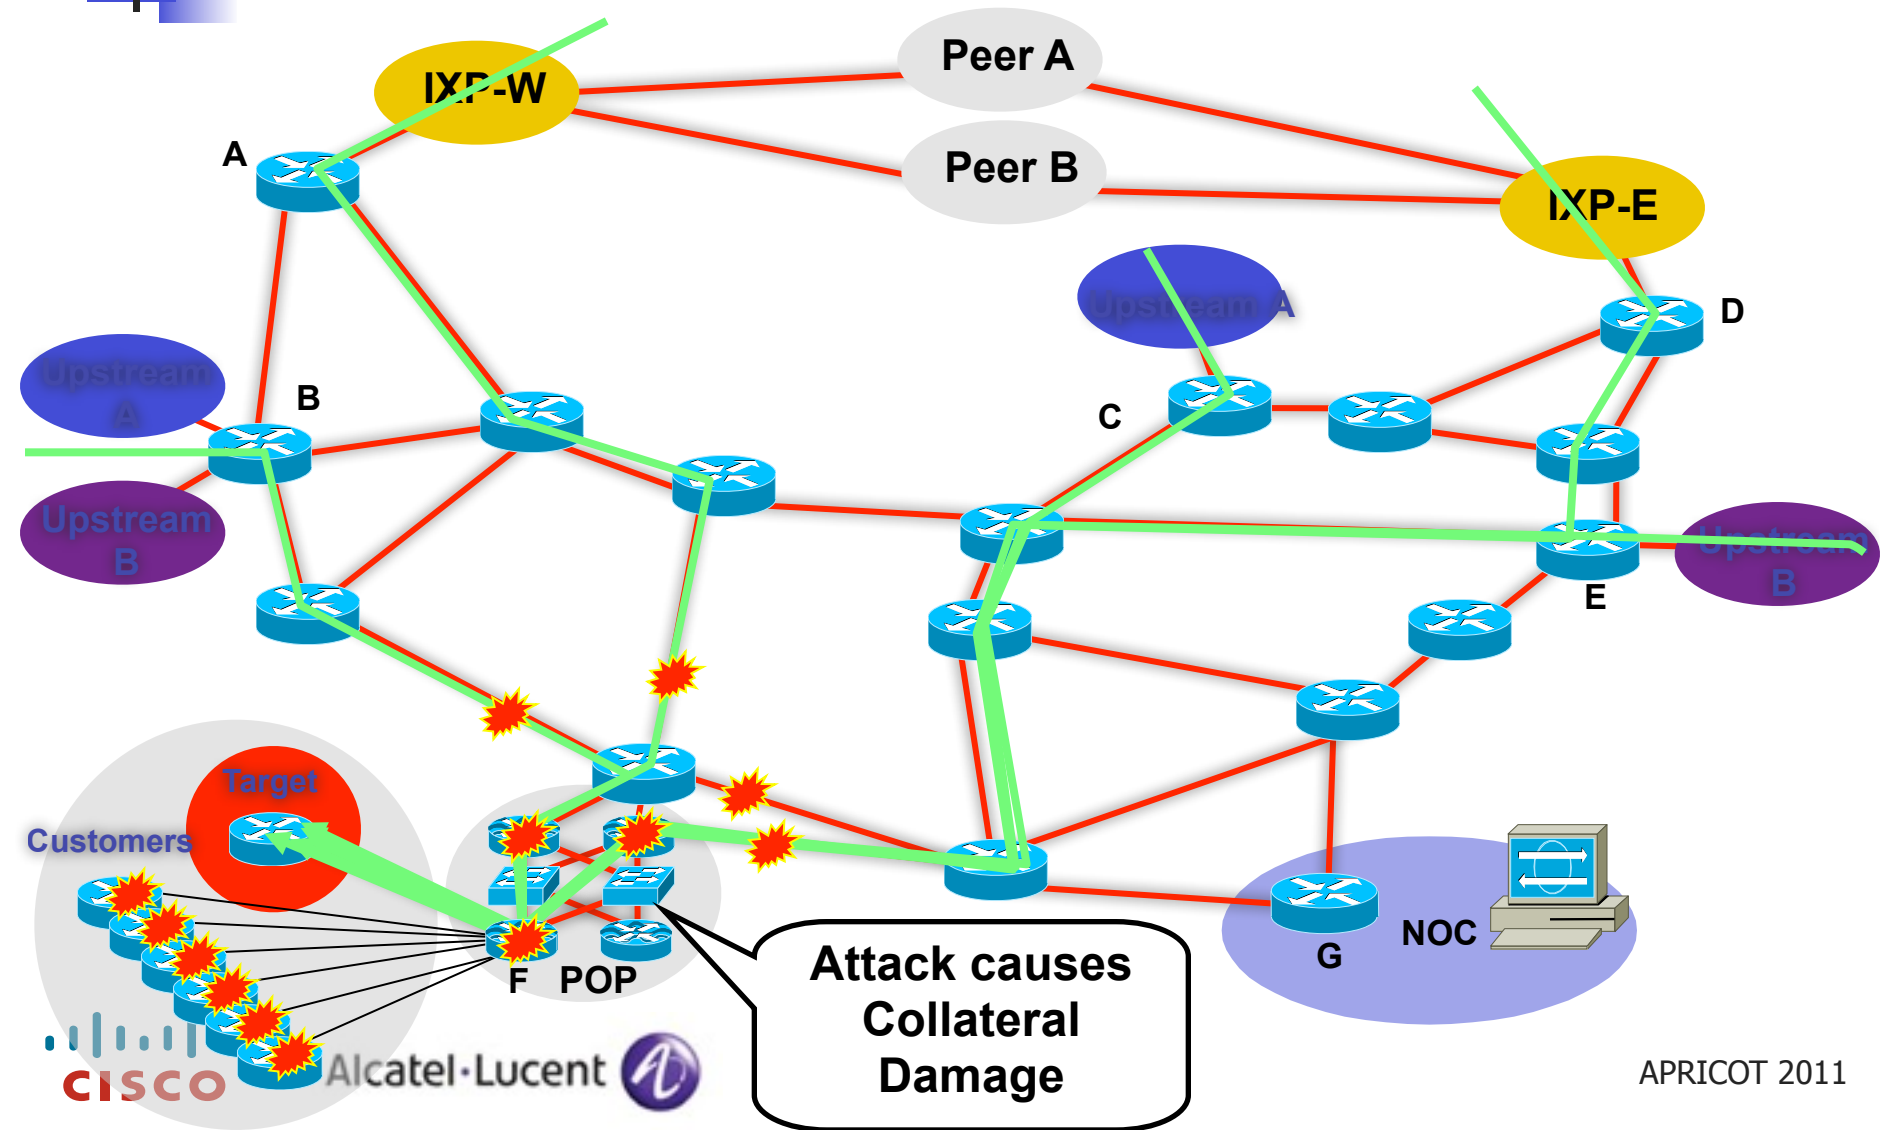 IXP-W
Peer A
A
Peer B
IXP-E
Upstream A
D
Upstream
A
B
C
Upstream
B
Upstream
B
E
Target
Customers
F
POP
Attack causes
Collateral
Damage
NOC
G
CISCO
Alcatel·Lucent
APRICOT 2011